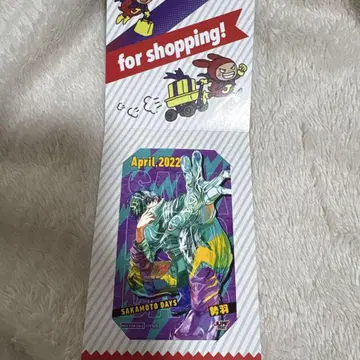 for shopping!
April, 2022
SAKAMOTO DAYS
勢羽